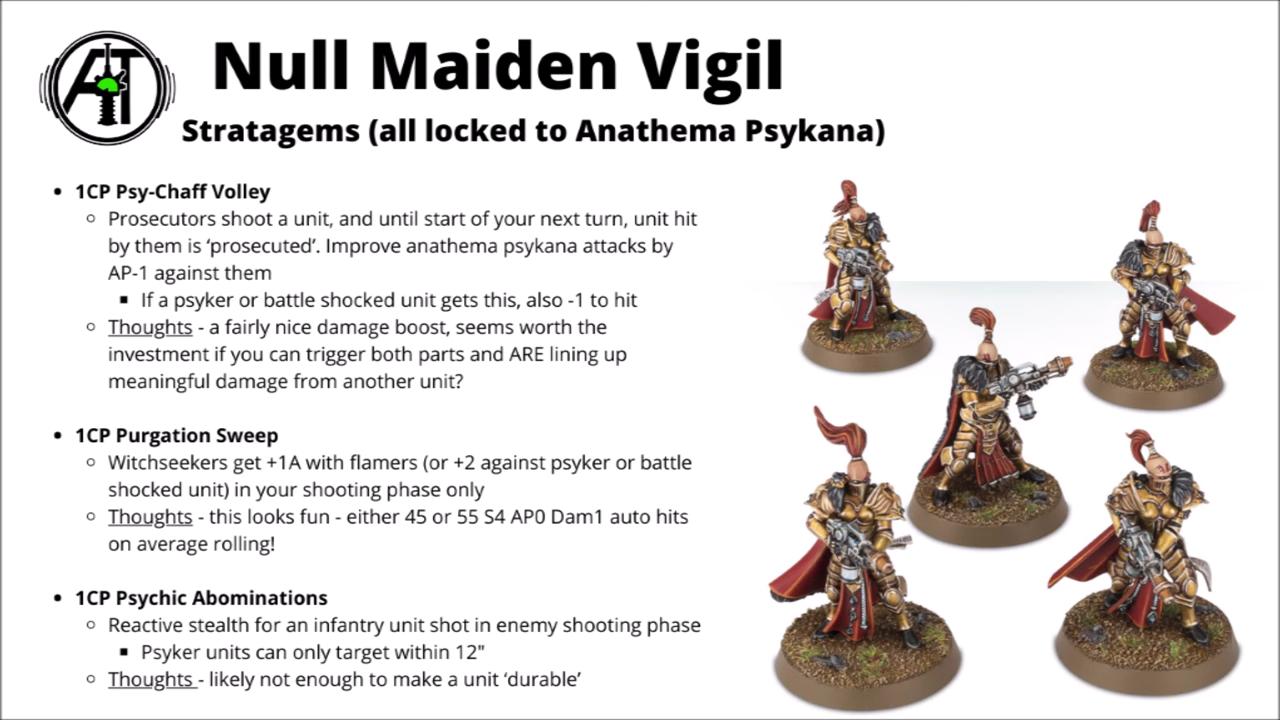 AT
Null Maiden Vigil
Stratagems (all locked to Anathema Psykana)
• 1CP Psy-Chaff Volley
○ Prosecutors shoot a unit, and until start of your next turn, unit hit
by them is ‘prosecuted’. Improve anathema psykana attacks by
AP-1 against them
▪ If a psyker or battle shocked unit gets this, also -1 to hit
○ Thoughts - a fairly nice damage boost, seems worth the
investment if you can trigger both parts and ARE lining up
meaningful damage from another unit?
• 1CP Purgation Sweep
○ Witchseekers get +1A with flamers (or +2 against psyker or battle
shocked unit) in your shooting phase only
○ Thoughts - this looks fun - either 45 or 55 S4 AP0 Dam1 auto hits
on average rolling!
• 1CP Psychic Abominations
○ Reactive stealth for an infantry unit shot in enemy shooting phase
▪ Psyker units can only target within 12"
○ Thoughts - likely not enough to make a unit ‘durable’